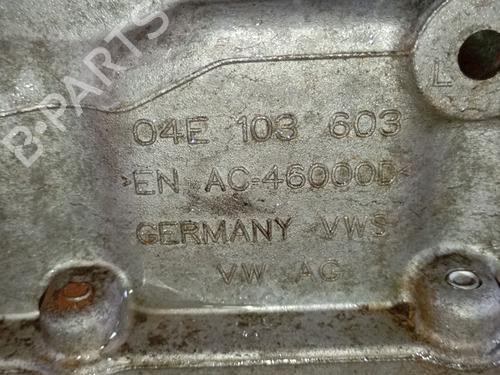 B-PARTS
L
04E 103 603
>EN AC-46000D<
GERMANY VWS
VW AG